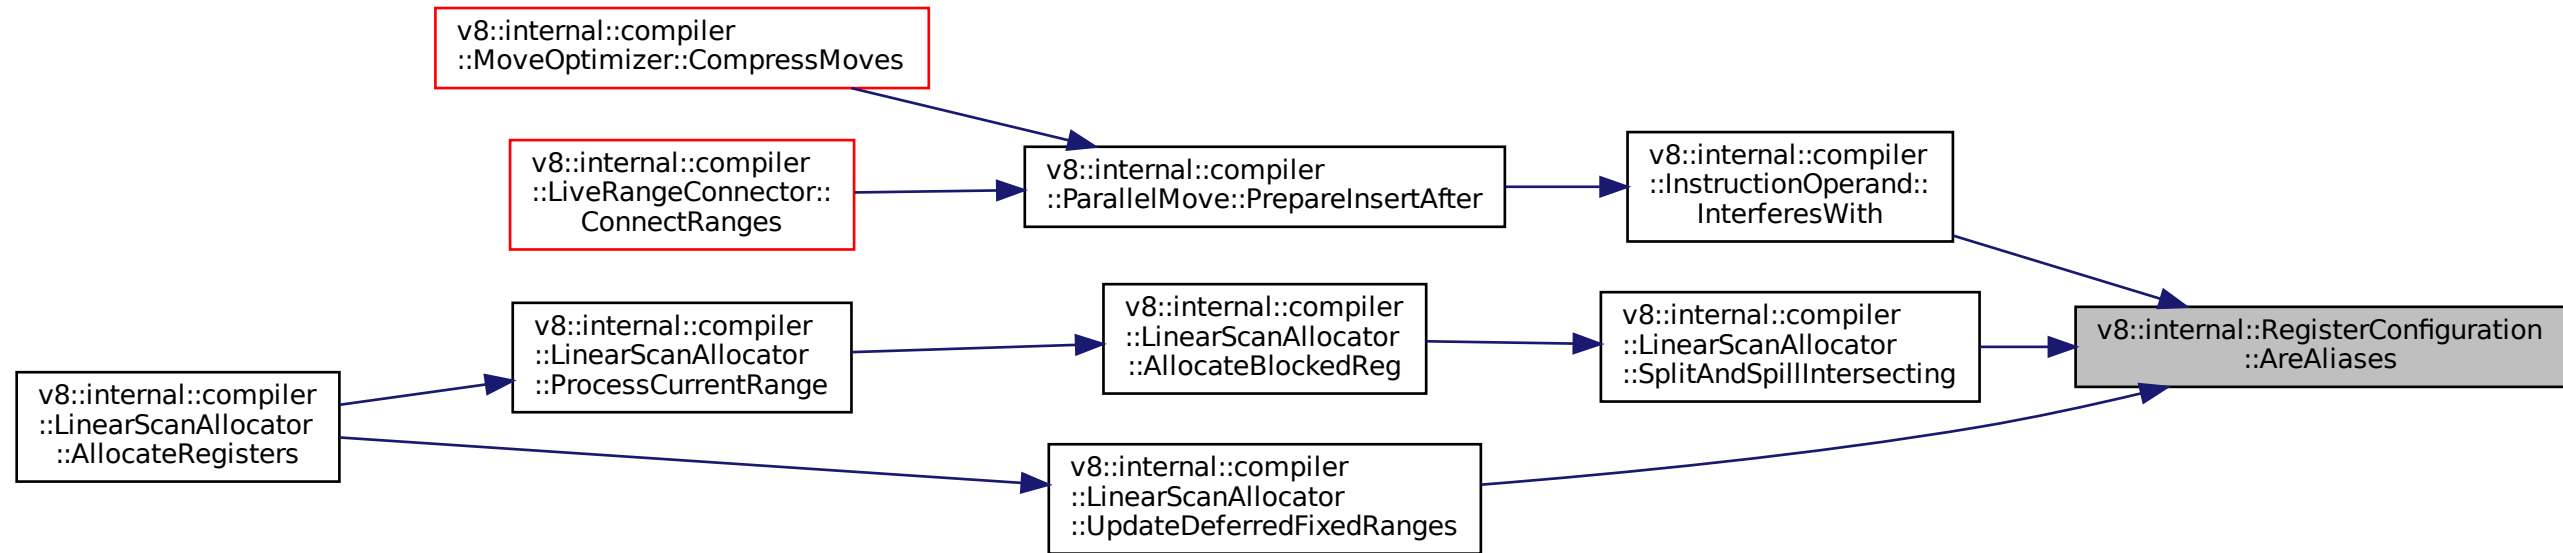 v8::internal::compiler
::MoveOptimizer::CompressMoves
v8::internal::compiler
::LiveRangeConnector::
ConnectRanges
v8::internal::compiler
::ParallelMove::PrepareInsertAfter
v8::internal::compiler
::InstructionOperand::
InterferesWith
v8::internal::compiler
::LinearScanAllocator
::AllocateRegisters
v8::internal::compiler
::LinearScanAllocator
::ProcessCurrentRange
v8::internal::compiler
::LinearScanAllocator
::AllocateBlockedReg
v8::internal::compiler
::LinearScanAllocator
::SplitAndSpillIntersecting
v8::internal::RegisterConfiguration
::AreAliases
v8::internal::compiler
::LinearScanAllocator
::UpdateDeferredFixedRanges